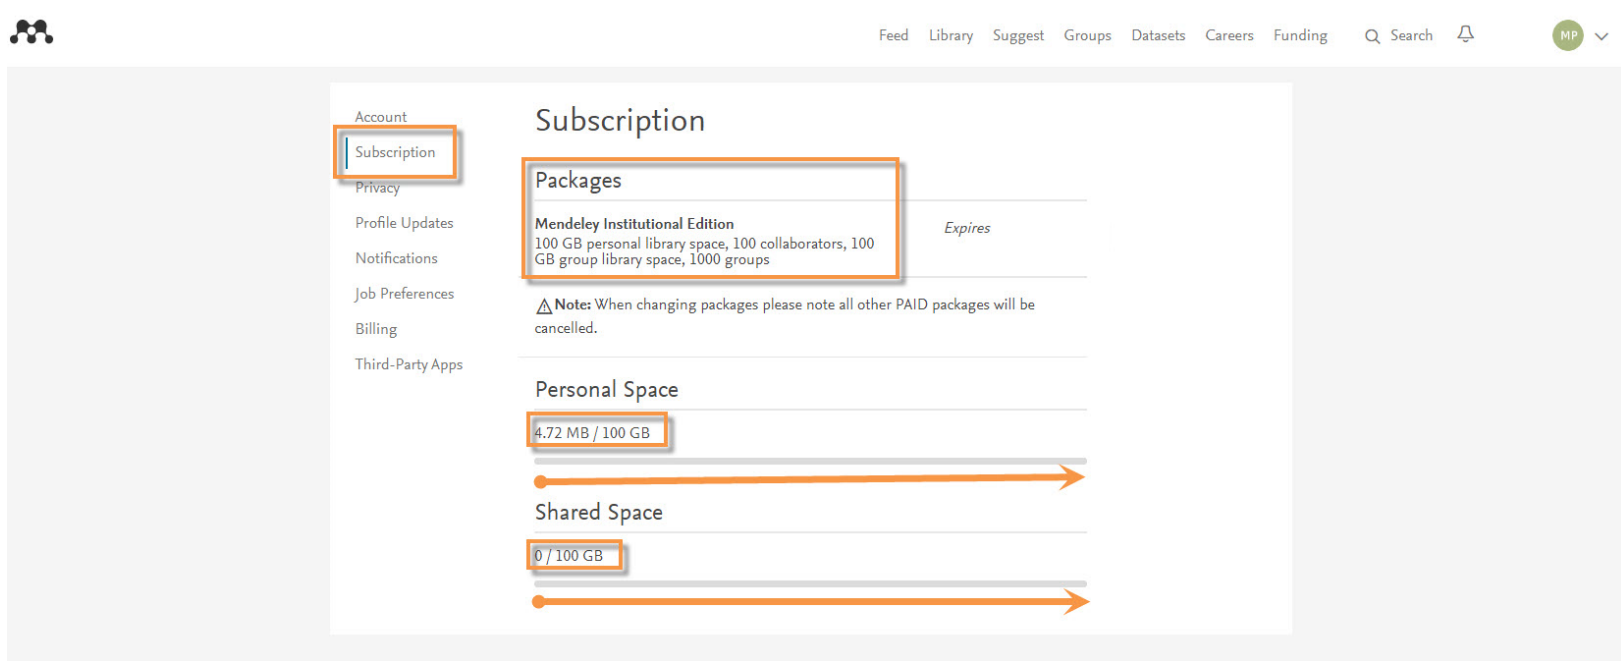 Feed Library Suggest Groups Datasets Careers Funding Search MP
Account
Subscription
Privacy
Profile Updates
Notifications
Job Preferences
Billing
Third-Party Apps
Subscription
Packages
Mendeley Institutional Edition
100 GB personal library space, 100 collaborators, 100
GB group library space, 1000 groups
Expires
Note: When changing packages please note all other PAID packages will be
cancelled.
Personal Space
4.72 MB / 100 GB
Shared Space
0 / 100 GB